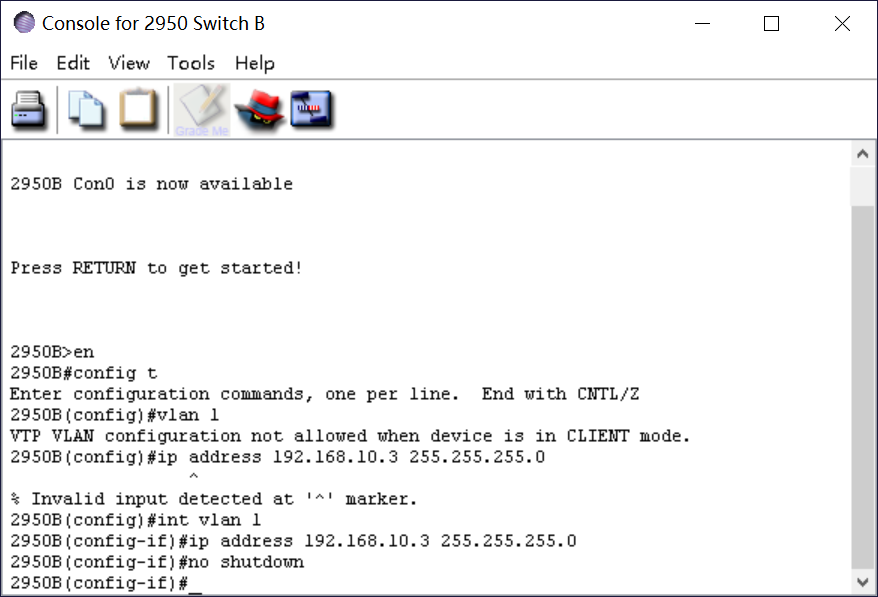 Console for 2950 Switch B
File Edit View Tools Help
Grade Me
2950B Con0 is now available
Press RETURN to get started!
2950B>en
2950B#config t
Enter configuration commands, one per line.  End with CNTL/Z
2950B(config)#vlan 1
VTP VLAN configuration not allowed when device is in CLIENT mode.
2950B(config)#ip address 192.168.10.3 255.255.255.0
^
% Invalid input detected at '^' marker.
2950B(config)#int vlan 1
2950B(config-if)#ip address 192.168.10.3 255.255.255.0
2950B(config-if)#no shutdown
2950B(config-if)#_